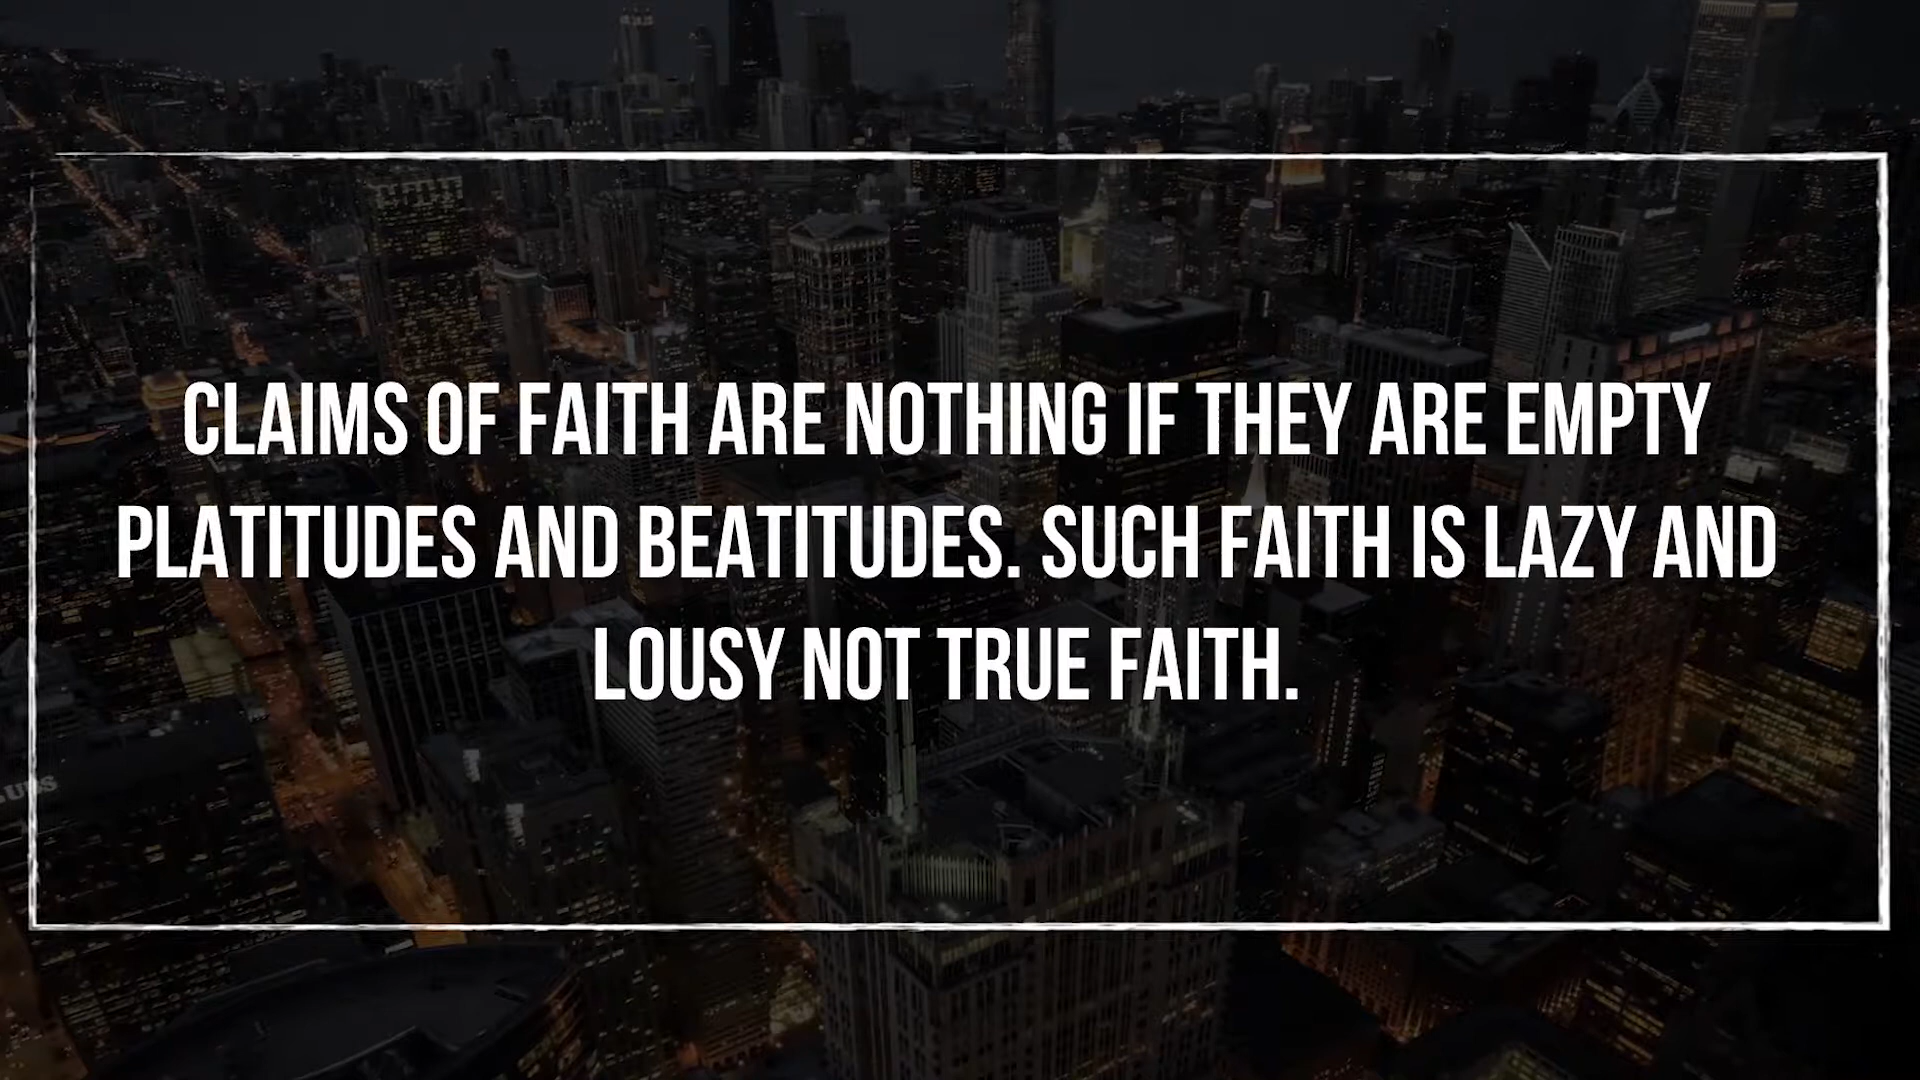 CLAIMS OF FAITH ARE NOTHING IF THEY ARE EMPTY
PLATITUDES AND BEATITUDES. SUCH FAITH IS LAZY AND
LOUSY NOT TRUE FAITH.